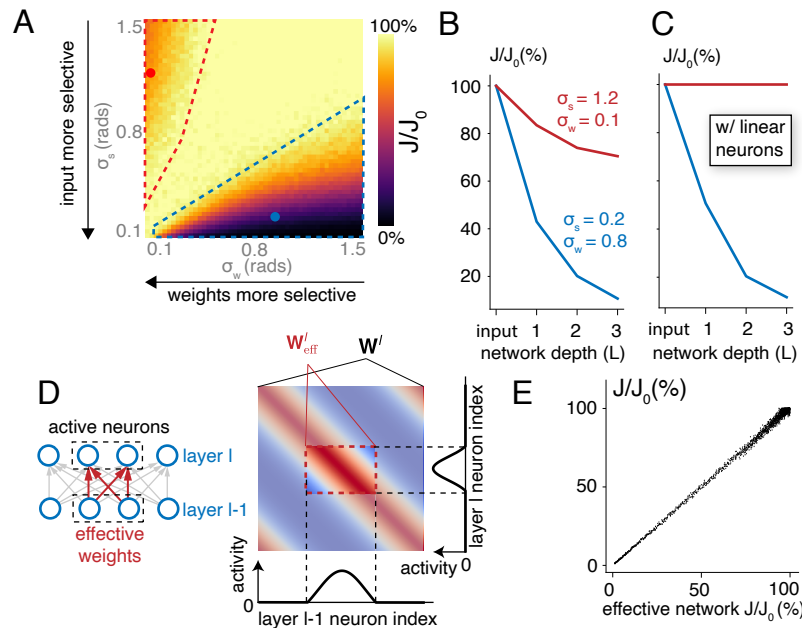 A
1.5
0.8
0.1
σs (rads)
input more selective
0.1
0.8
1.5
σw (rads)
weights more selective
100%
J/J0
0%
B
J/J0(%)
100
80
60
40
20
σs = 1.2
σw = 0.1
σs = 0.2
σw = 0.8
input 1 2 3
network depth (L)
C
J/J0(%)
w/ linear
neurons
input 1 2 3
network depth (L)
D
active neurons
layer l
layer l-1
effective
weights
Wleff
Wl
layer l neuron index
activity 0
activity
0
layer l-1 neuron index
E
J/J0(%)
100
50
0
0 50 100
effective network J/J0(%)